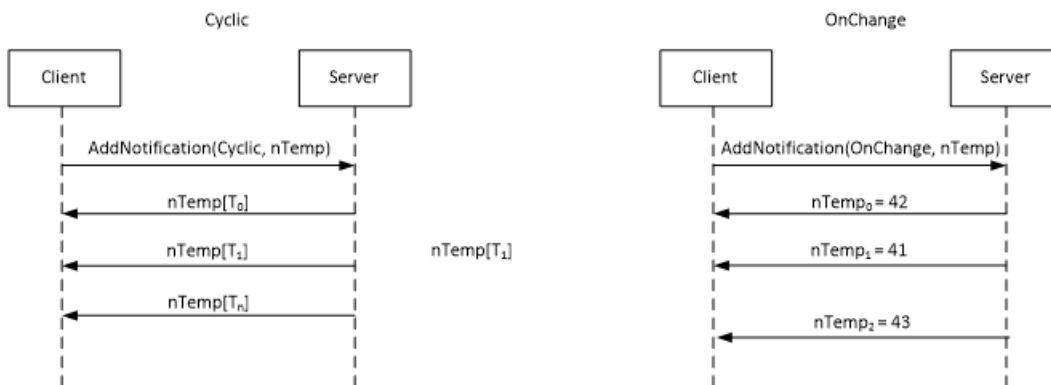 Cyclic
OnChange
Client
Server
Client
Server
AddNotification(Cyclic, nTemp)
AddNotification(OnChange, nTemp)
nTemp[T₀]
nTemp₀ = 42
nTemp[T₁]
nTemp[T₁]
nTemp₁ = 41
nTemp[Tₙ]
nTemp₂ = 43